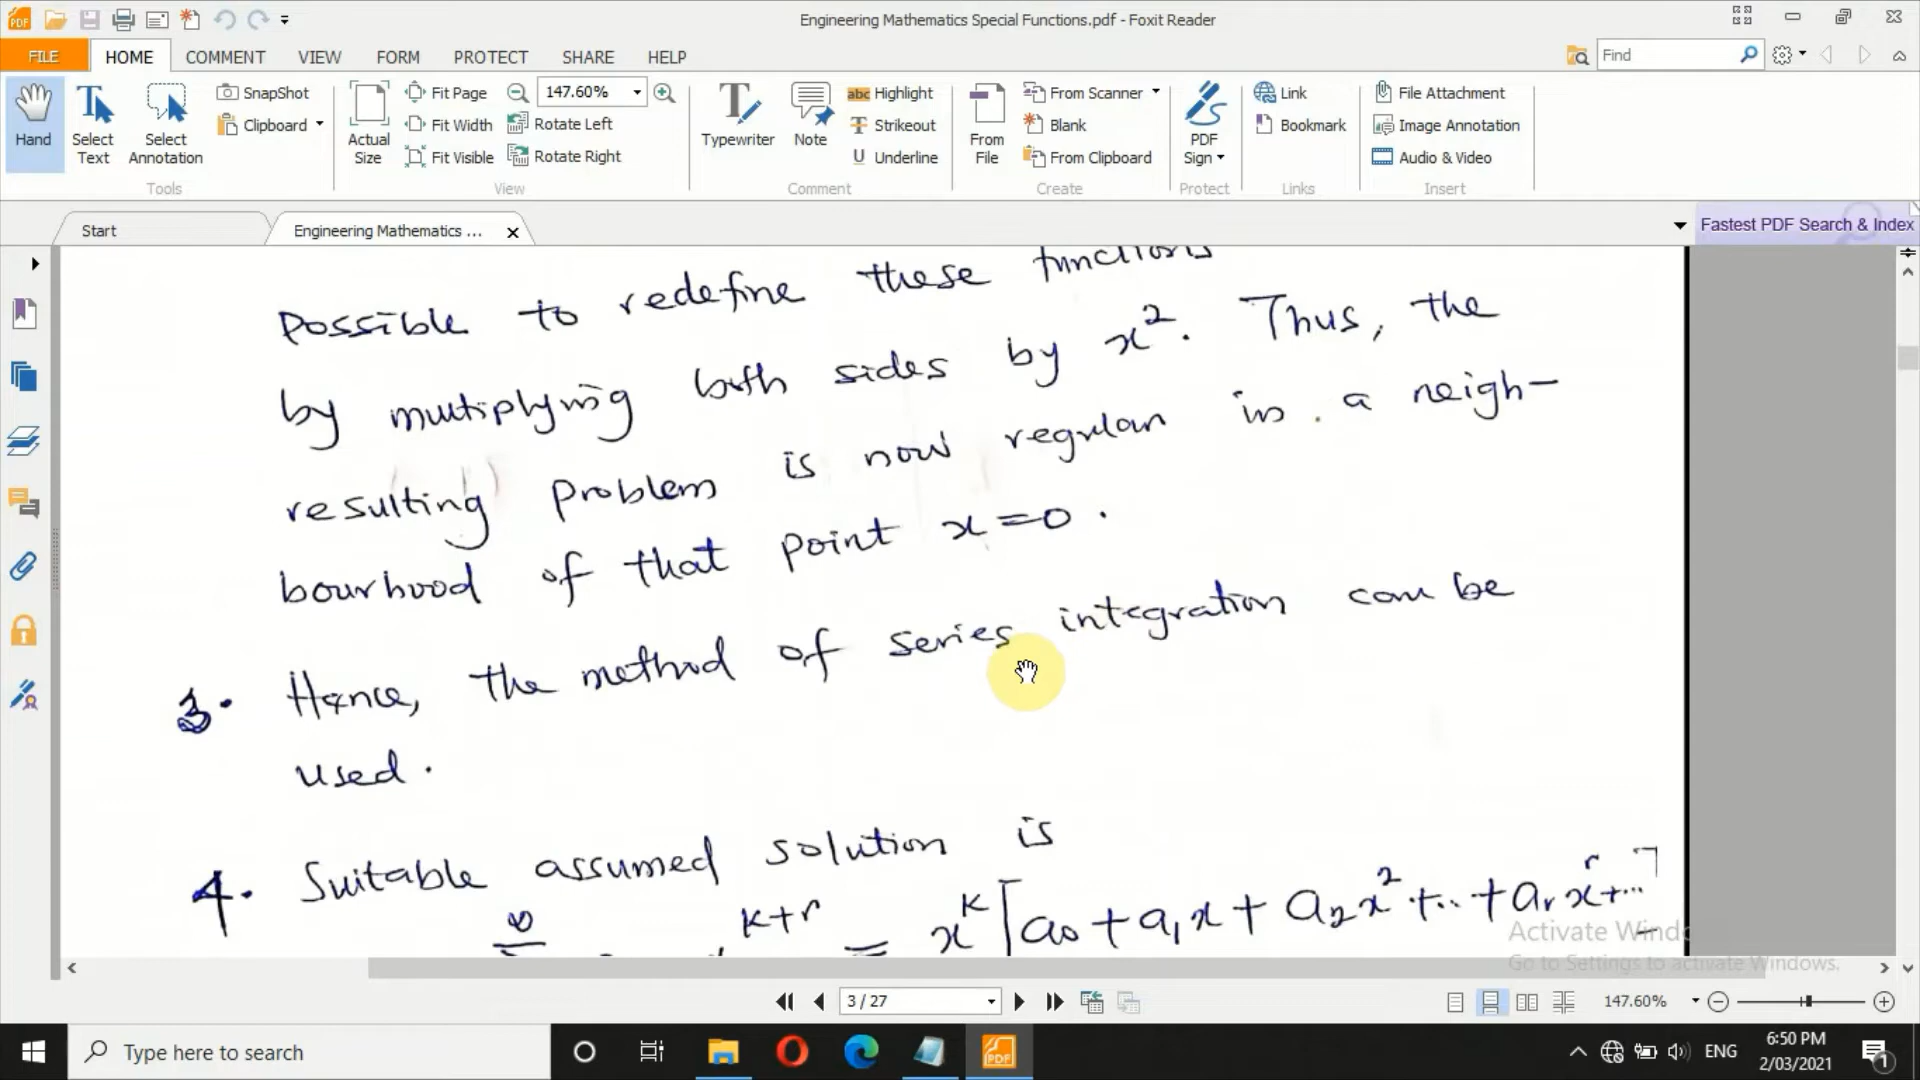 Engineering Mathematics Special Functions.pdf - Foxit Reader
FILE HOME COMMENT VIEW FORM PROTECT SHARE HELP Find
Hand Select Text Select Annotation SnapShot Clipboard Tools
Actual Size Fit Page Fit Width Fit Visible 147.60% Rotate Left Rotate Right View
Typewriter Note abc Highlight T Strikeout U Underline Comment
From File From Scanner Blank From Clipboard Create
PDF Sign Protect
Link Bookmark Links
File Attachment Image Annotation Audio & Video Insert
Start Engineering Mathematics ... Fastest PDF Search & Index
Possible to redefine these functions
by multiplying both sides by x². Thus, the
resulting problem is now regular in a neigh-
bourhood of that point x=0.
3. Hence, the method of series integration can be
used.
4. Suitable assumed solution is
k+r = x^k [a₀ + a₁x + a₂x² +.. + aᵣx^r+...]
Activate Windo
Go to Settings to activate Windows.
3 / 27 147.60%
Type here to search ENG 6:50 PM
2/03/2021 1